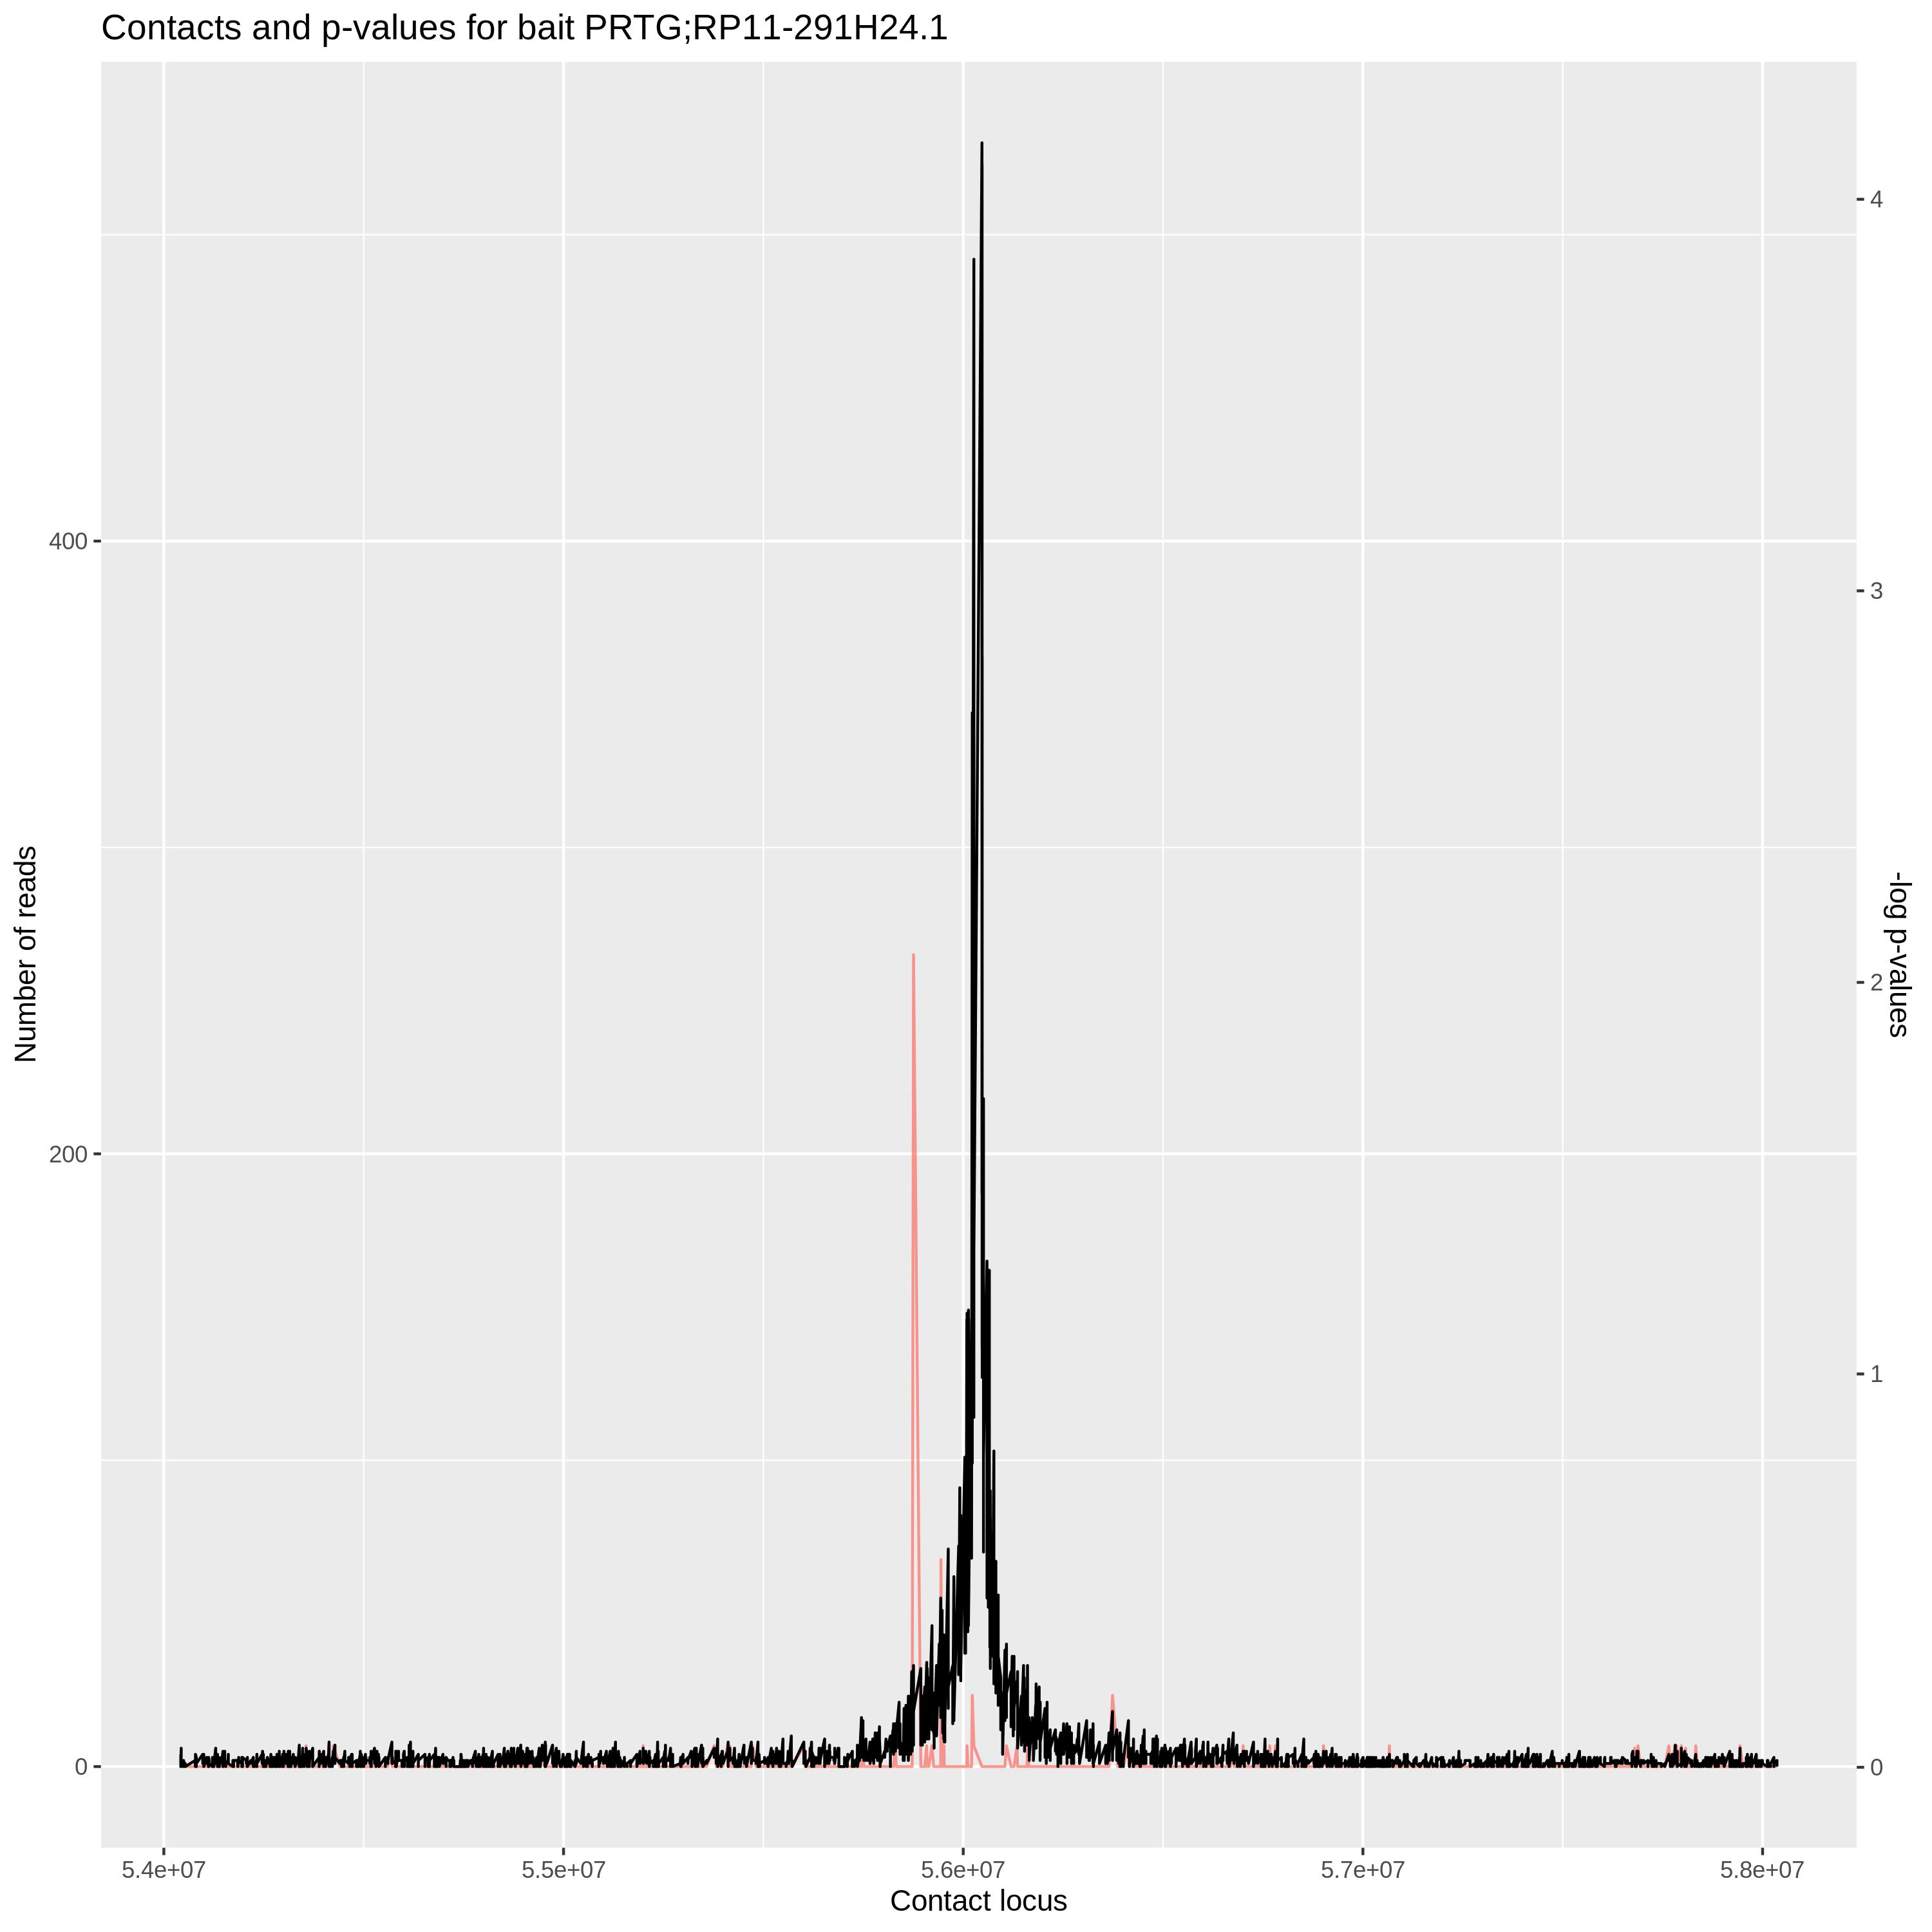 Contacts and p-values for bait PRTG;RP11-291H24.1
Number of reads
400
200
0
4
3
2
1
0
-log p-values
5.4e+07
5.5e+07
5.6e+07
5.7e+07
5.8e+07
Contact locus